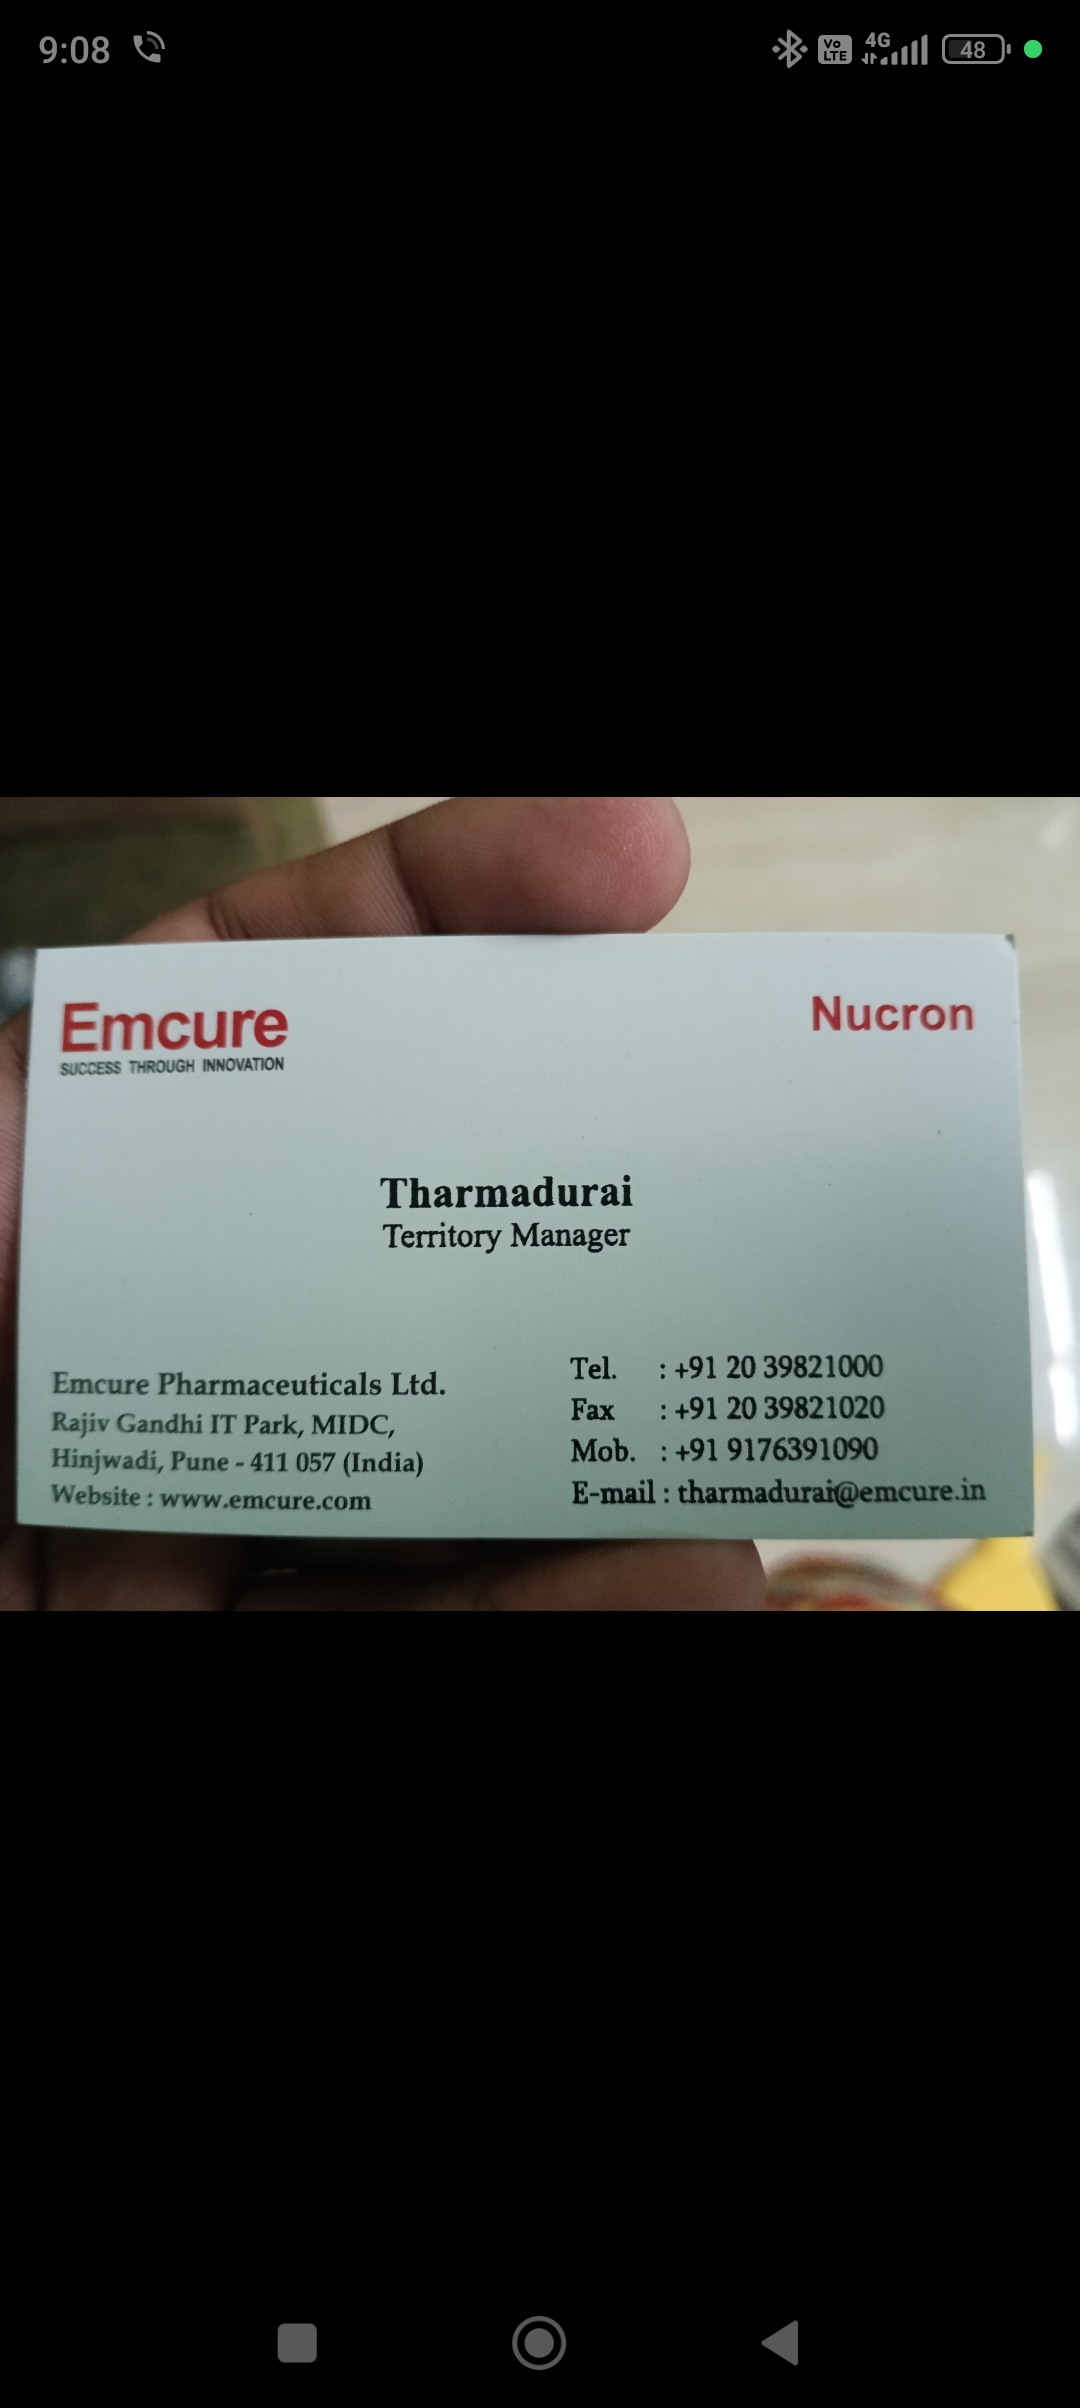 9:08
Vo LTE 4G 48
Emcure
SUCCESS THROUGH INNOVATION
Nucron
Tharmadurai
Territory Manager
Emcure Pharmaceuticals Ltd.
Rajiv Gandhi IT Park, MIDC,
Hinjwadi, Pune - 411 057 (India)
Website : www.emcure.com
Tel. : +91 20 39821000
Fax : +91 20 39821020
Mob. : +91 9176391090
E-mail : tharmadurai@emcure.in